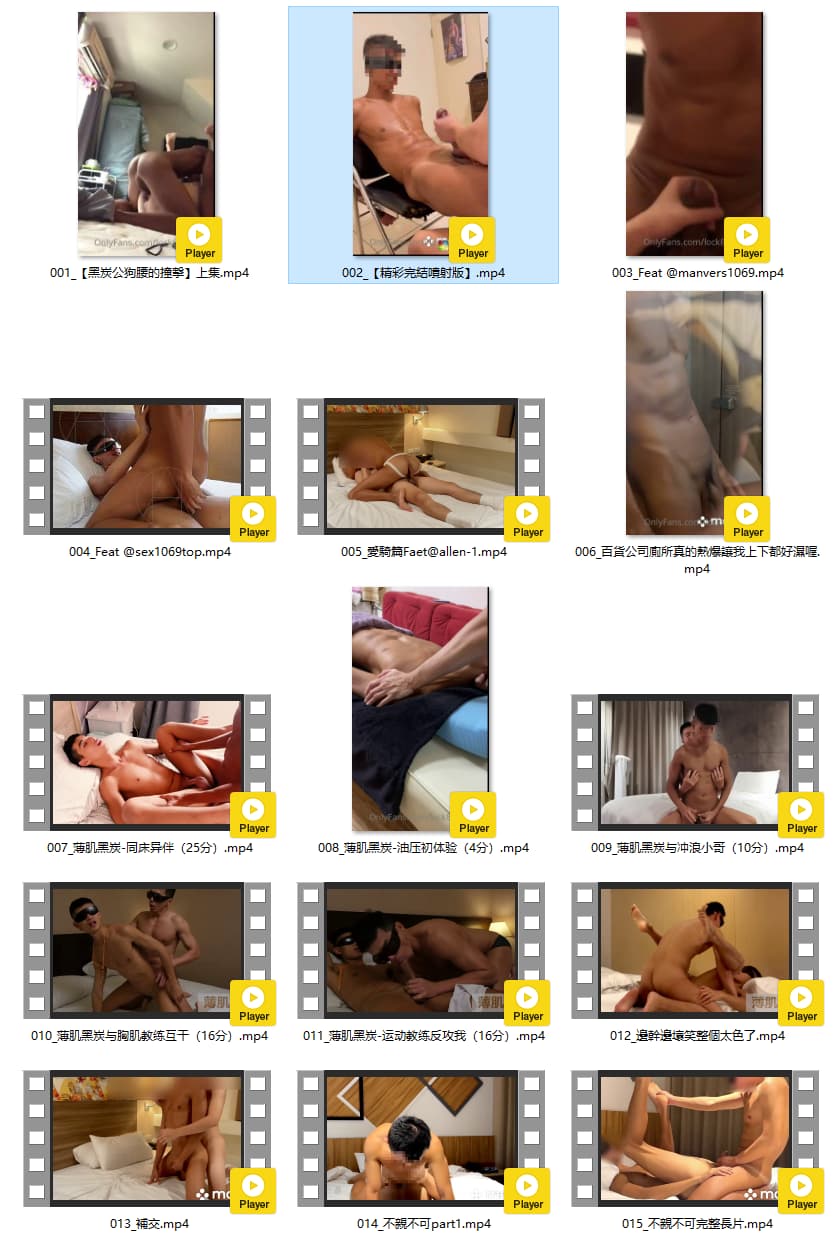 OnlyFans.com/lockf
Player
Player
OnlyFans.com/lockf
Player
001_【黑炭公狗腰的撞擊】上集.mp4
002_【精彩完結噴射版】.mp4
003_Feat @manvers1069.mp4
Player
Player
OnlyFans.com
Player
004_Feat @sex1069top.mp4
005_愛騎篇Faet@allen-1.mp4
006_百貨公司廁所真的熱爆讓我上下都好濕喔.
mp4
Player
Player
Player
007_薄肌黑炭-同床异伴（25分）.mp4
008_薄肌黑炭-油压初体验（4分）.mp4
009_薄肌黑炭与冲浪小哥（10分）.mp4
薄肌
Player
薄肌
Player
薄肌
Player
010_薄肌黑炭与胸肌教练互干（16分）.mp4
011_薄肌黑炭-运动教练反攻我（16分）.mp4
012_邊幹邊壞笑整個太色了.mp4
Player
Player
Player
013_補交.mp4
014_不親不可part1.mp4
015_不親不可完整長片.mp4